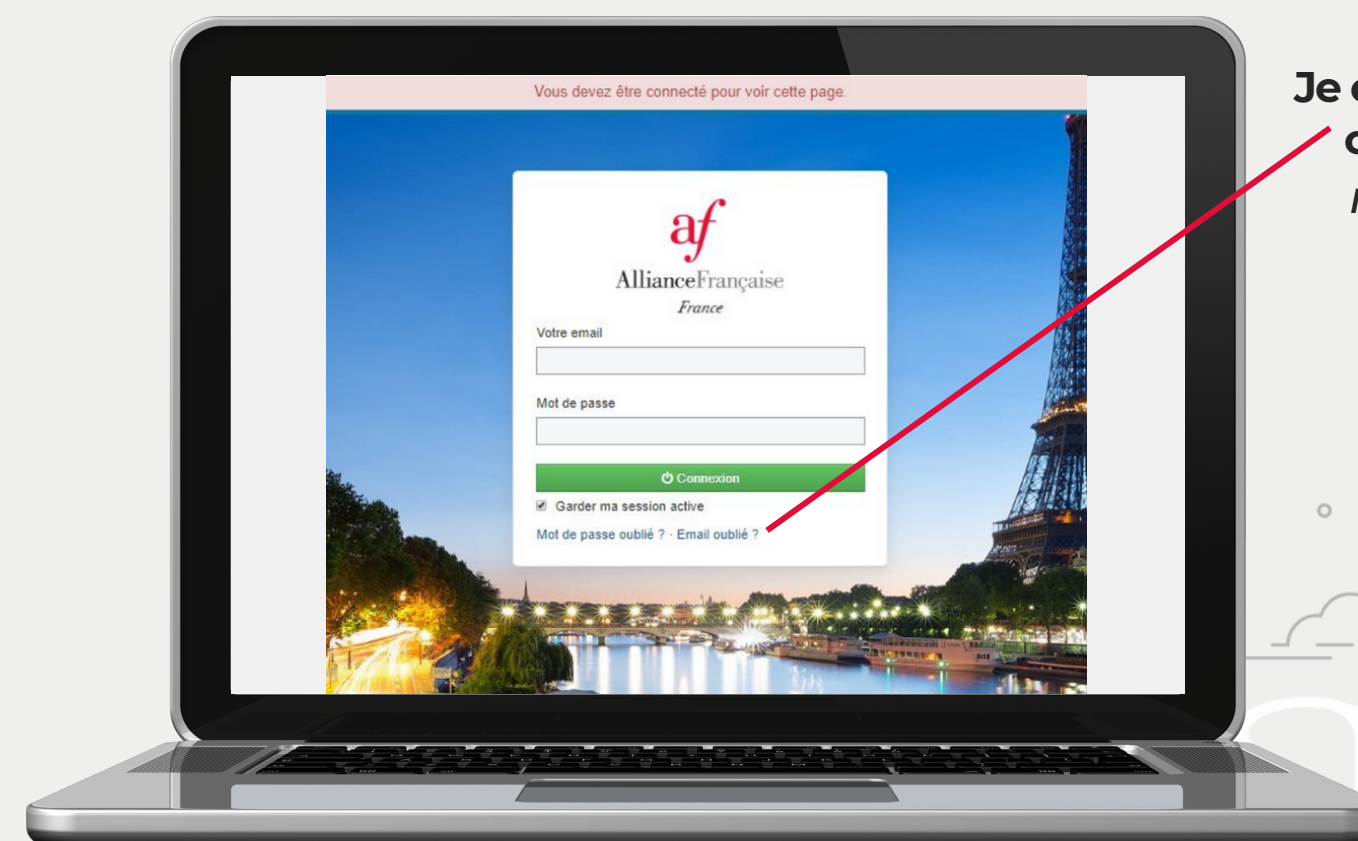 Vous devez être connecté pour voir cette page.
Je
af
AllianceFrançaise
France
Votre email
Mot de passe
Connexion
Garder ma session active
Mot de passe oublié ? · Email oublié ?